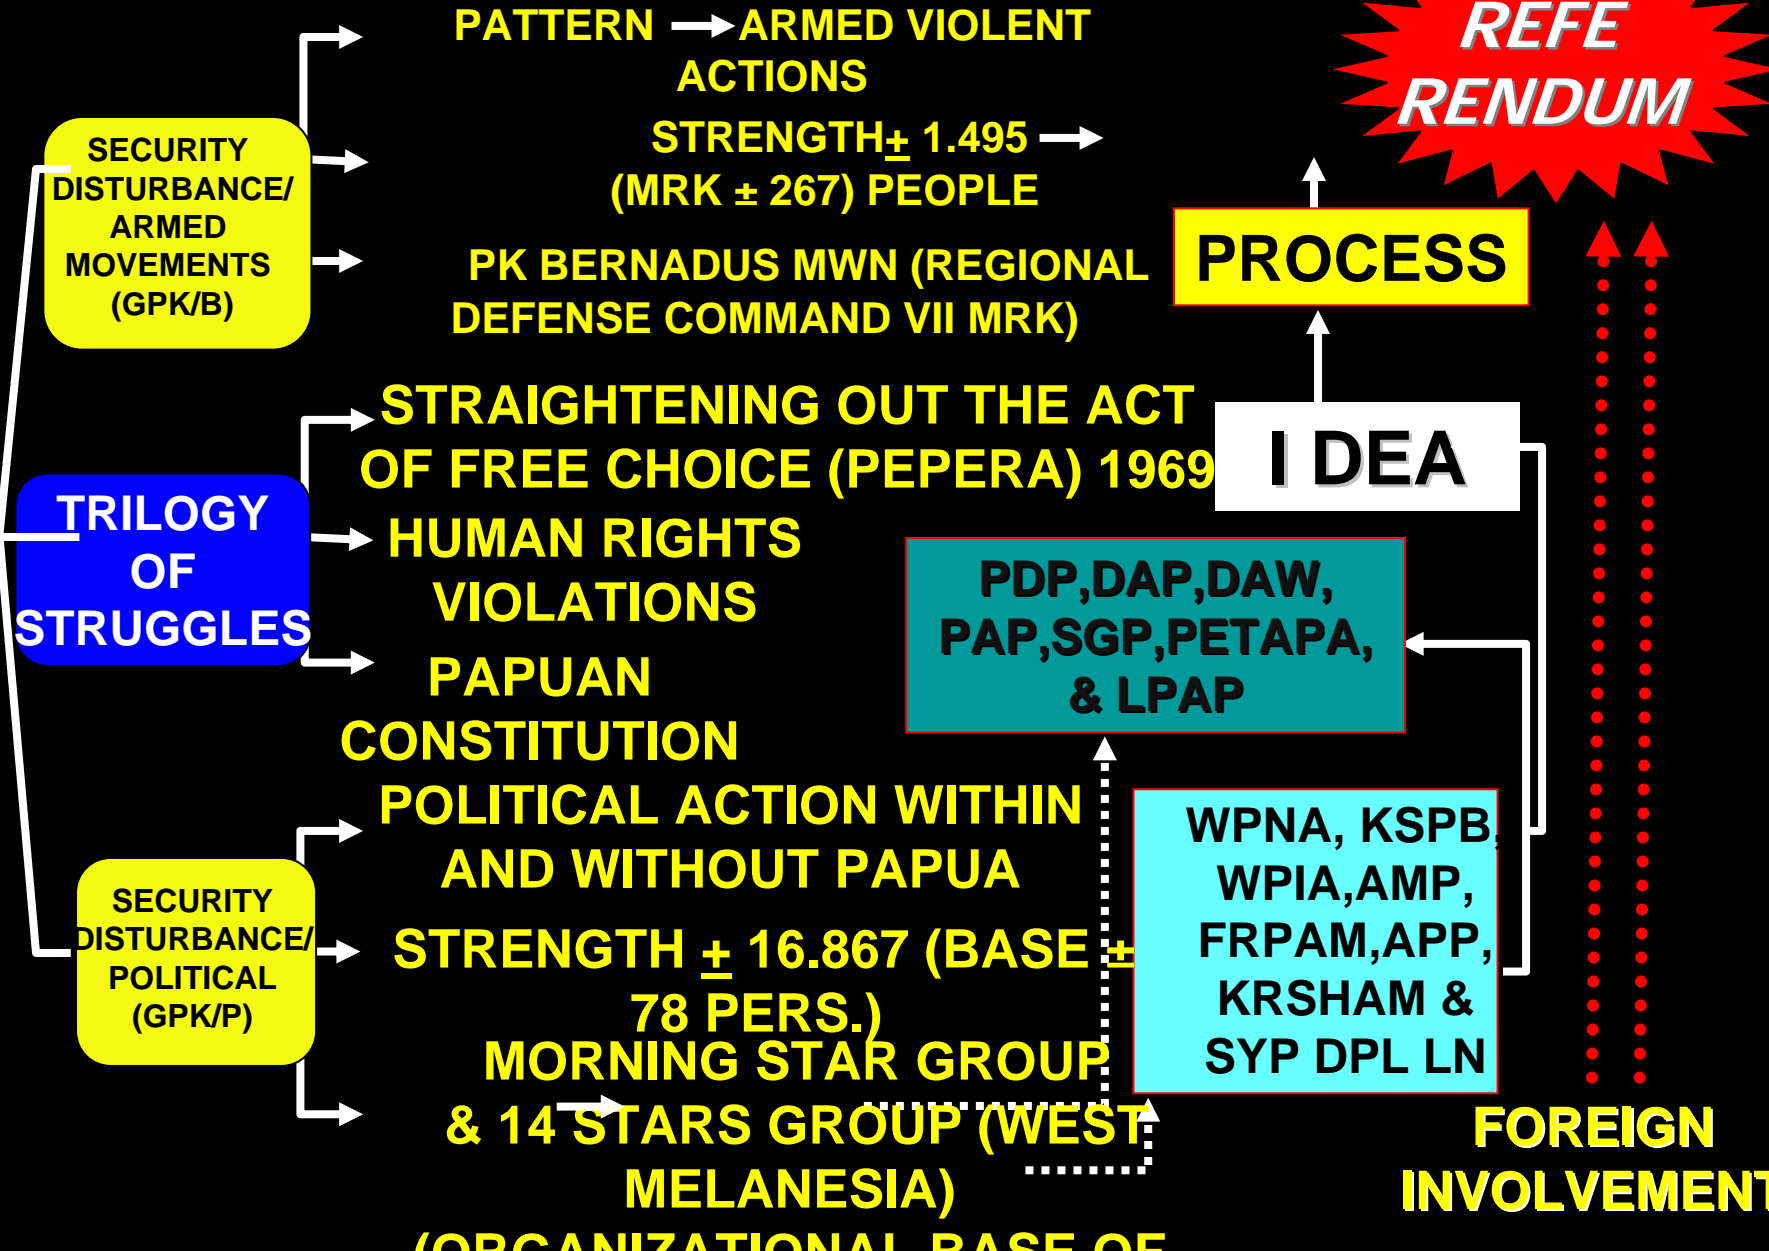 PATTERN ARMED VIOLENT
ACTIONS
STRENGTH± 1.495
(MRK ± 267) PEOPLE
PK BERNADUS MWN (REGIONAL
DEFENSE COMMAND VII MRK)
SECURITY
DISTURBANCE/
ARMED
MOVEMENTS
(GPK/B)
REFE
RENDUM
PROCESS
I DEA
STRAIGHTENING OUT THE ACT
OF FREE CHOICE (PEPERA) 1969
HUMAN RIGHTS
VIOLATIONS
PAPUAN
CONSTITUTION
TRILOGY
OF
STRUGGLES
PDP,DAP,DAW,
PAP,SGP,PETAPA,
& LPAP
POLITICAL ACTION WITHIN
AND WITHOUT PAPUA
STRENGTH ± 16.867 (BASE ±
78 PERS.)
MORNING STAR GROUP
& 14 STARS GROUP (WEST
MELANESIA)
(ORGANIZATIONAL BASE OF
SECURITY
DISTURBANCE/
POLITICAL
(GPK/P)
WPNA, KSPB,
WPIA,AMP,
FRPAM,APP,
KRSHAM &
SYP DPL LN
FOREIGN
INVOLVEMENT